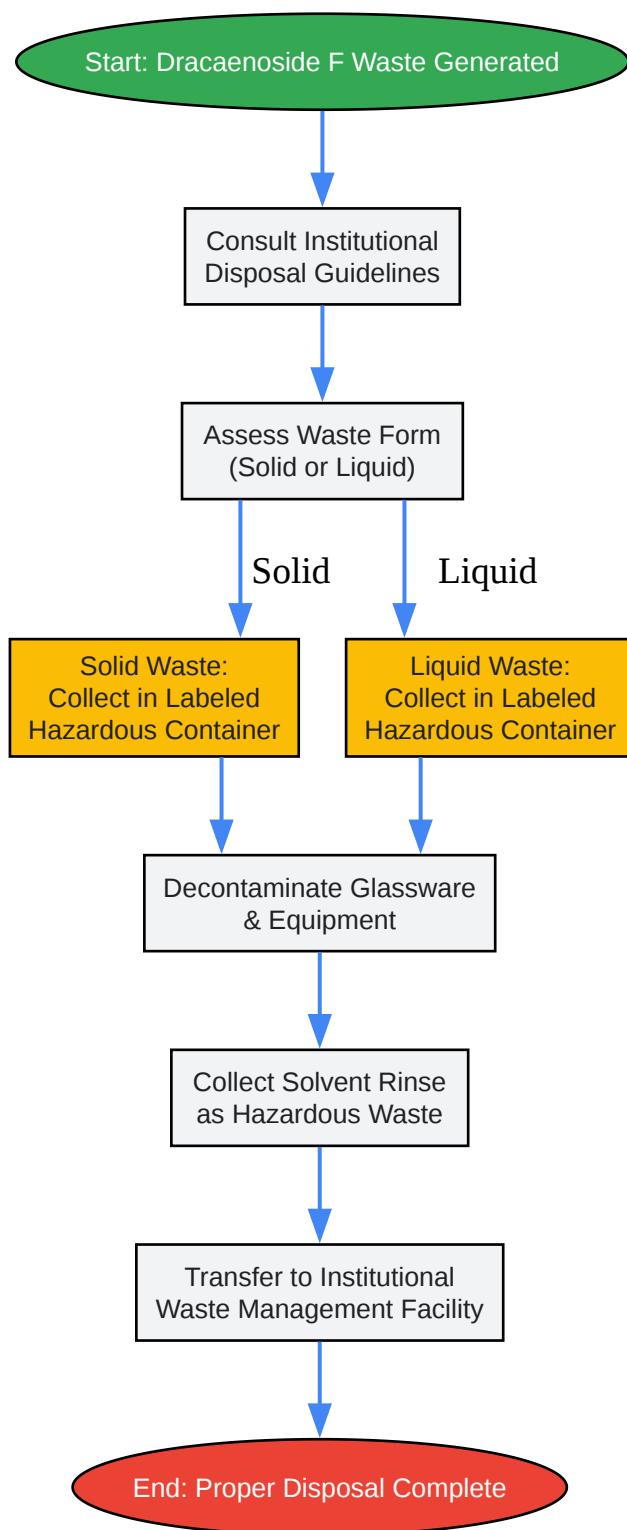 Start: Dracaenoside F Waste Generated
Consult Institutional
Disposal Guidelines
Assess Waste Form
(Solid or Liquid)
Solid
Liquid
Solid Waste:
Collect in Labeled
Hazardous Container
Liquid Waste:
Collect in Labeled
Hazardous Container
Decontaminate Glassware
& Equipment
Collect Solvent Rinse
as Hazardous Waste
Transfer to Institutional
Waste Management Facility
End: Proper Disposal Complete